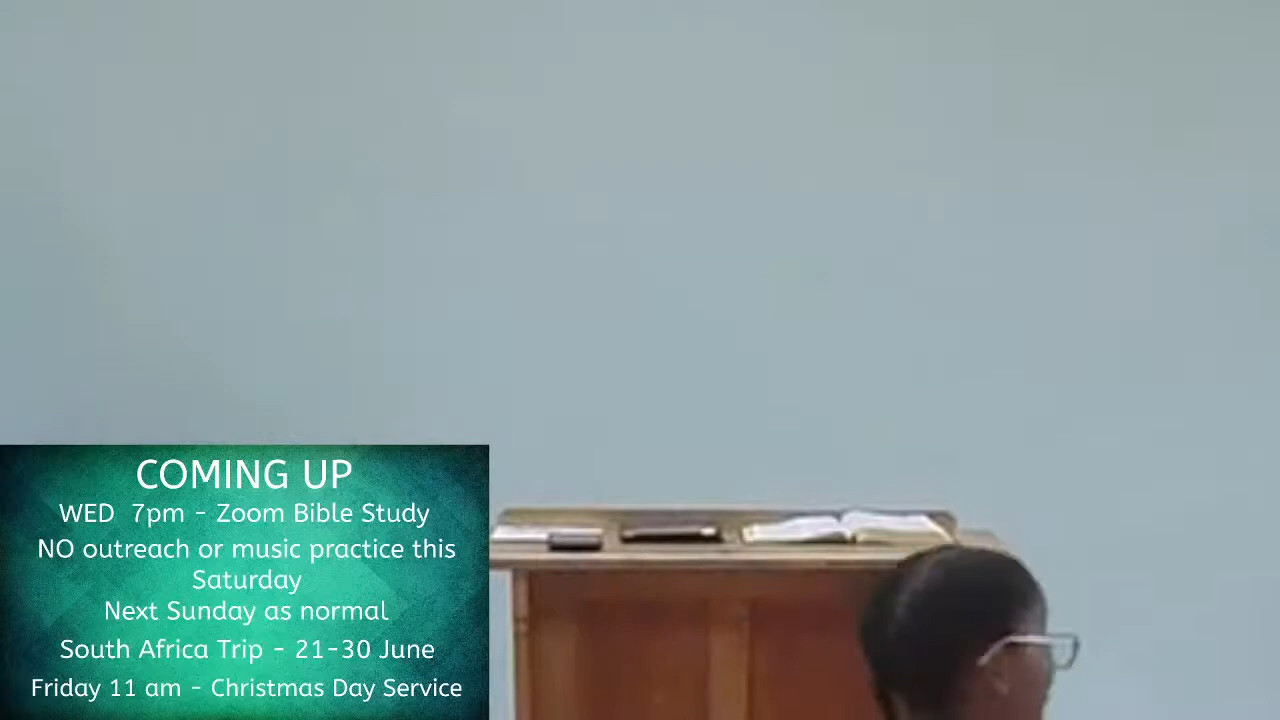 COMING UP
WED 7pm - Zoom Bible Study
NO outreach or music practice this
Saturday
Next Sunday as normal
South Africa Trip - 21-30 June
Friday 11 am - Christmas Day Service